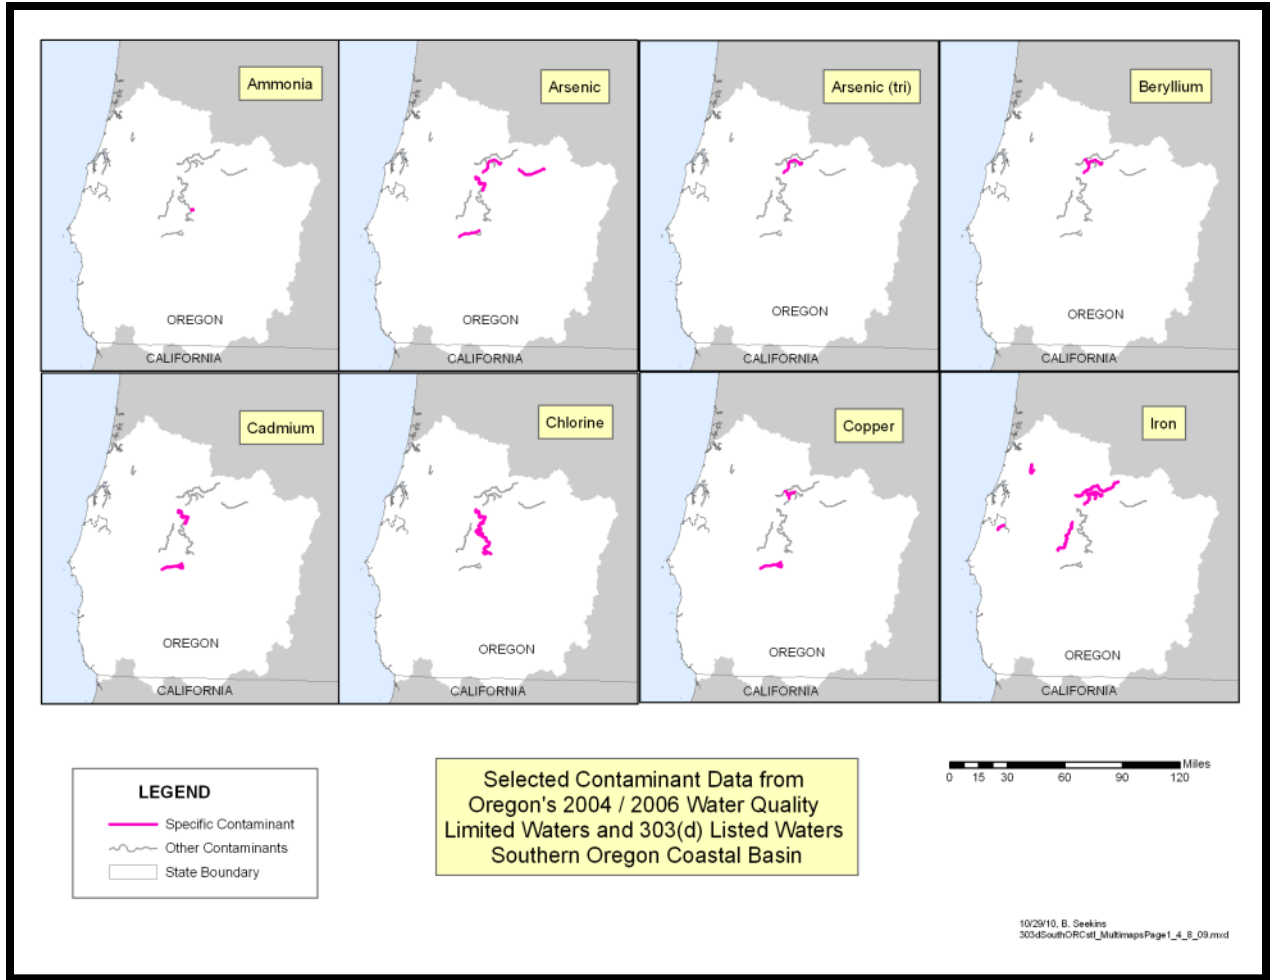 Ammonia
Arsenic
Arsenic (tri)
Beryllium
OREGON
CALIFORNIA
OREGON
CALIFORNIA
OREGON
CALIFORNIA
OREGON
CALIFORNIA
Cadmium
Chlorine
Copper
Iron
OREGON
CALIFORNIA
OREGON
CALIFORNIA
OREGON
CALIFORNIA
OREGON
CALIFORNIA
LEGEND
Specific Contaminant
Other Contaminants
State Boundary
Selected Contaminant Data from
Oregon's 2004 / 2006 Water Quality
Limited Waters and 303(d) Listed Waters
Southern Oregon Coastal Basin
Miles
0 15 30 60 90 120
10/29/10, B. Seekins
303dSouthORCstl_MultimapsPage1_4_8_09.mxd